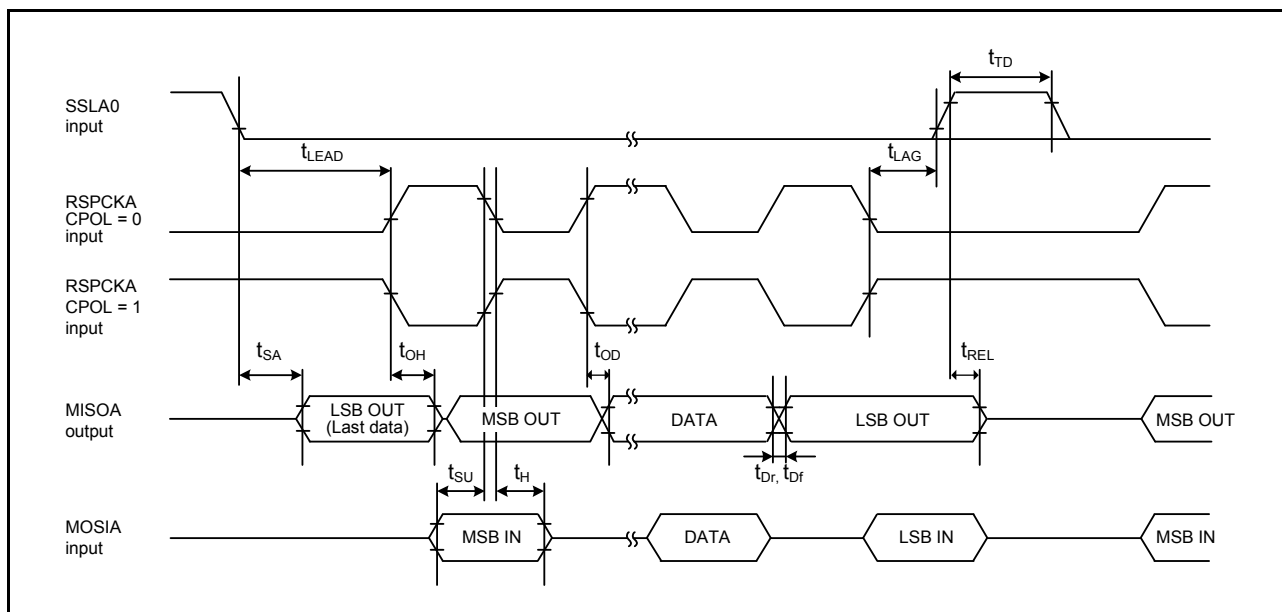 tTD
SSLA0
input
tLEAD
tLAG
RSPCKA
CPOL = 0
input
RSPCKA
CPOL = 1
input
tSA
tOH
tOD
tREL
MISOA
output
LSB OUT
(Last data)
MSB OUT
DATA
LSB OUT
MSB OUT
tSU
tH
tDr, tDf
MOSIA
input
MSB IN
DATA
LSB IN
MSB IN